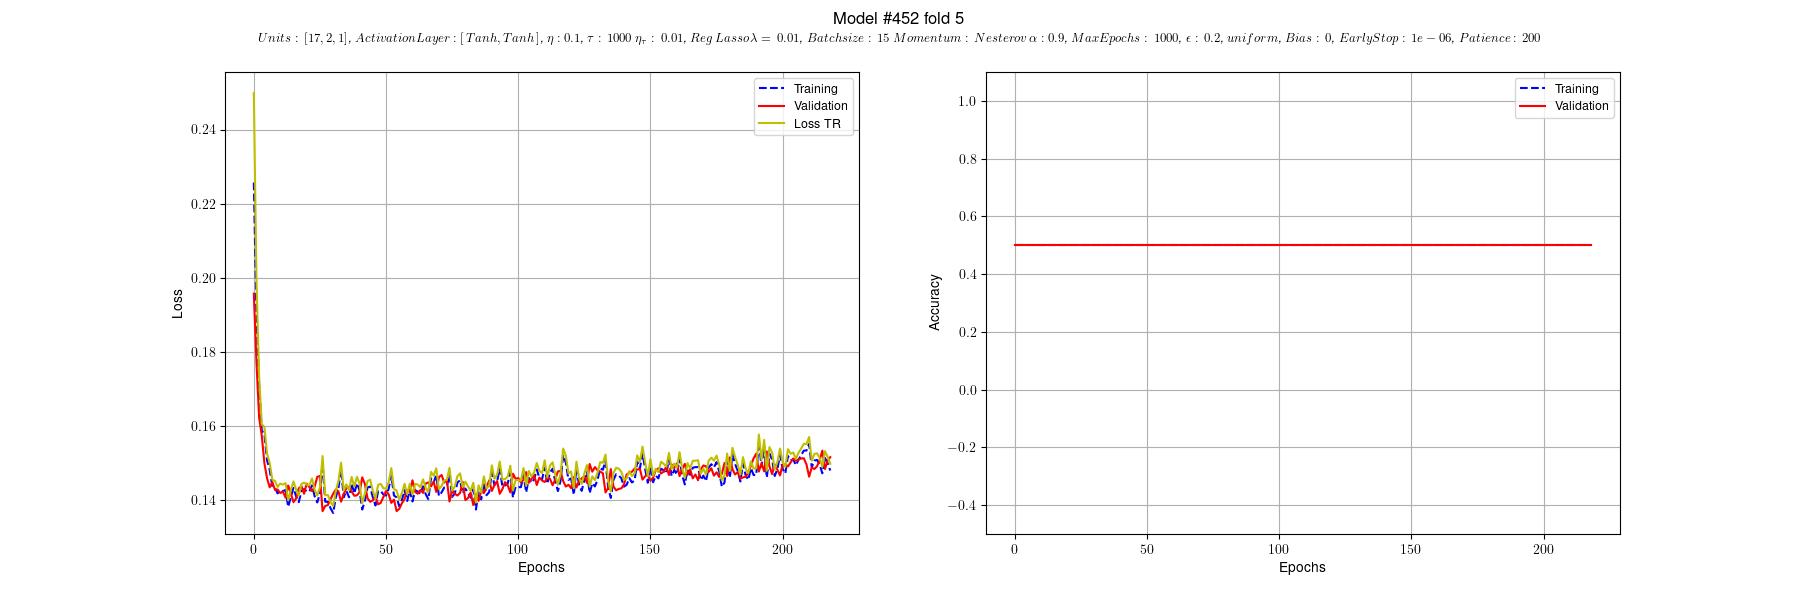 Model #452 fold 5
Units : [17, 2, 1], ActivationLayer : [Tanh, Tanh], η : 0.1, τ : 1000 η_τ : 0.01, Reg Lasso λ = 0.01, Batchsize : 15 Momentum : Nesterov α : 0.9, MaxEpochs : 1000, ϵ : 0.2, uniform, Bias : 0, EarlyStop : 1e − 06, Patience : 200
Training
Validation
Loss TR
0.24
0.22
0.20
0.18
0.16
0.14
Loss
0 50 100 150 200
Epochs
Training
Validation
1.0
0.8
0.6
0.4
0.2
0.0
−0.2
−0.4
Accuracy
0 50 100 150 200
Epochs